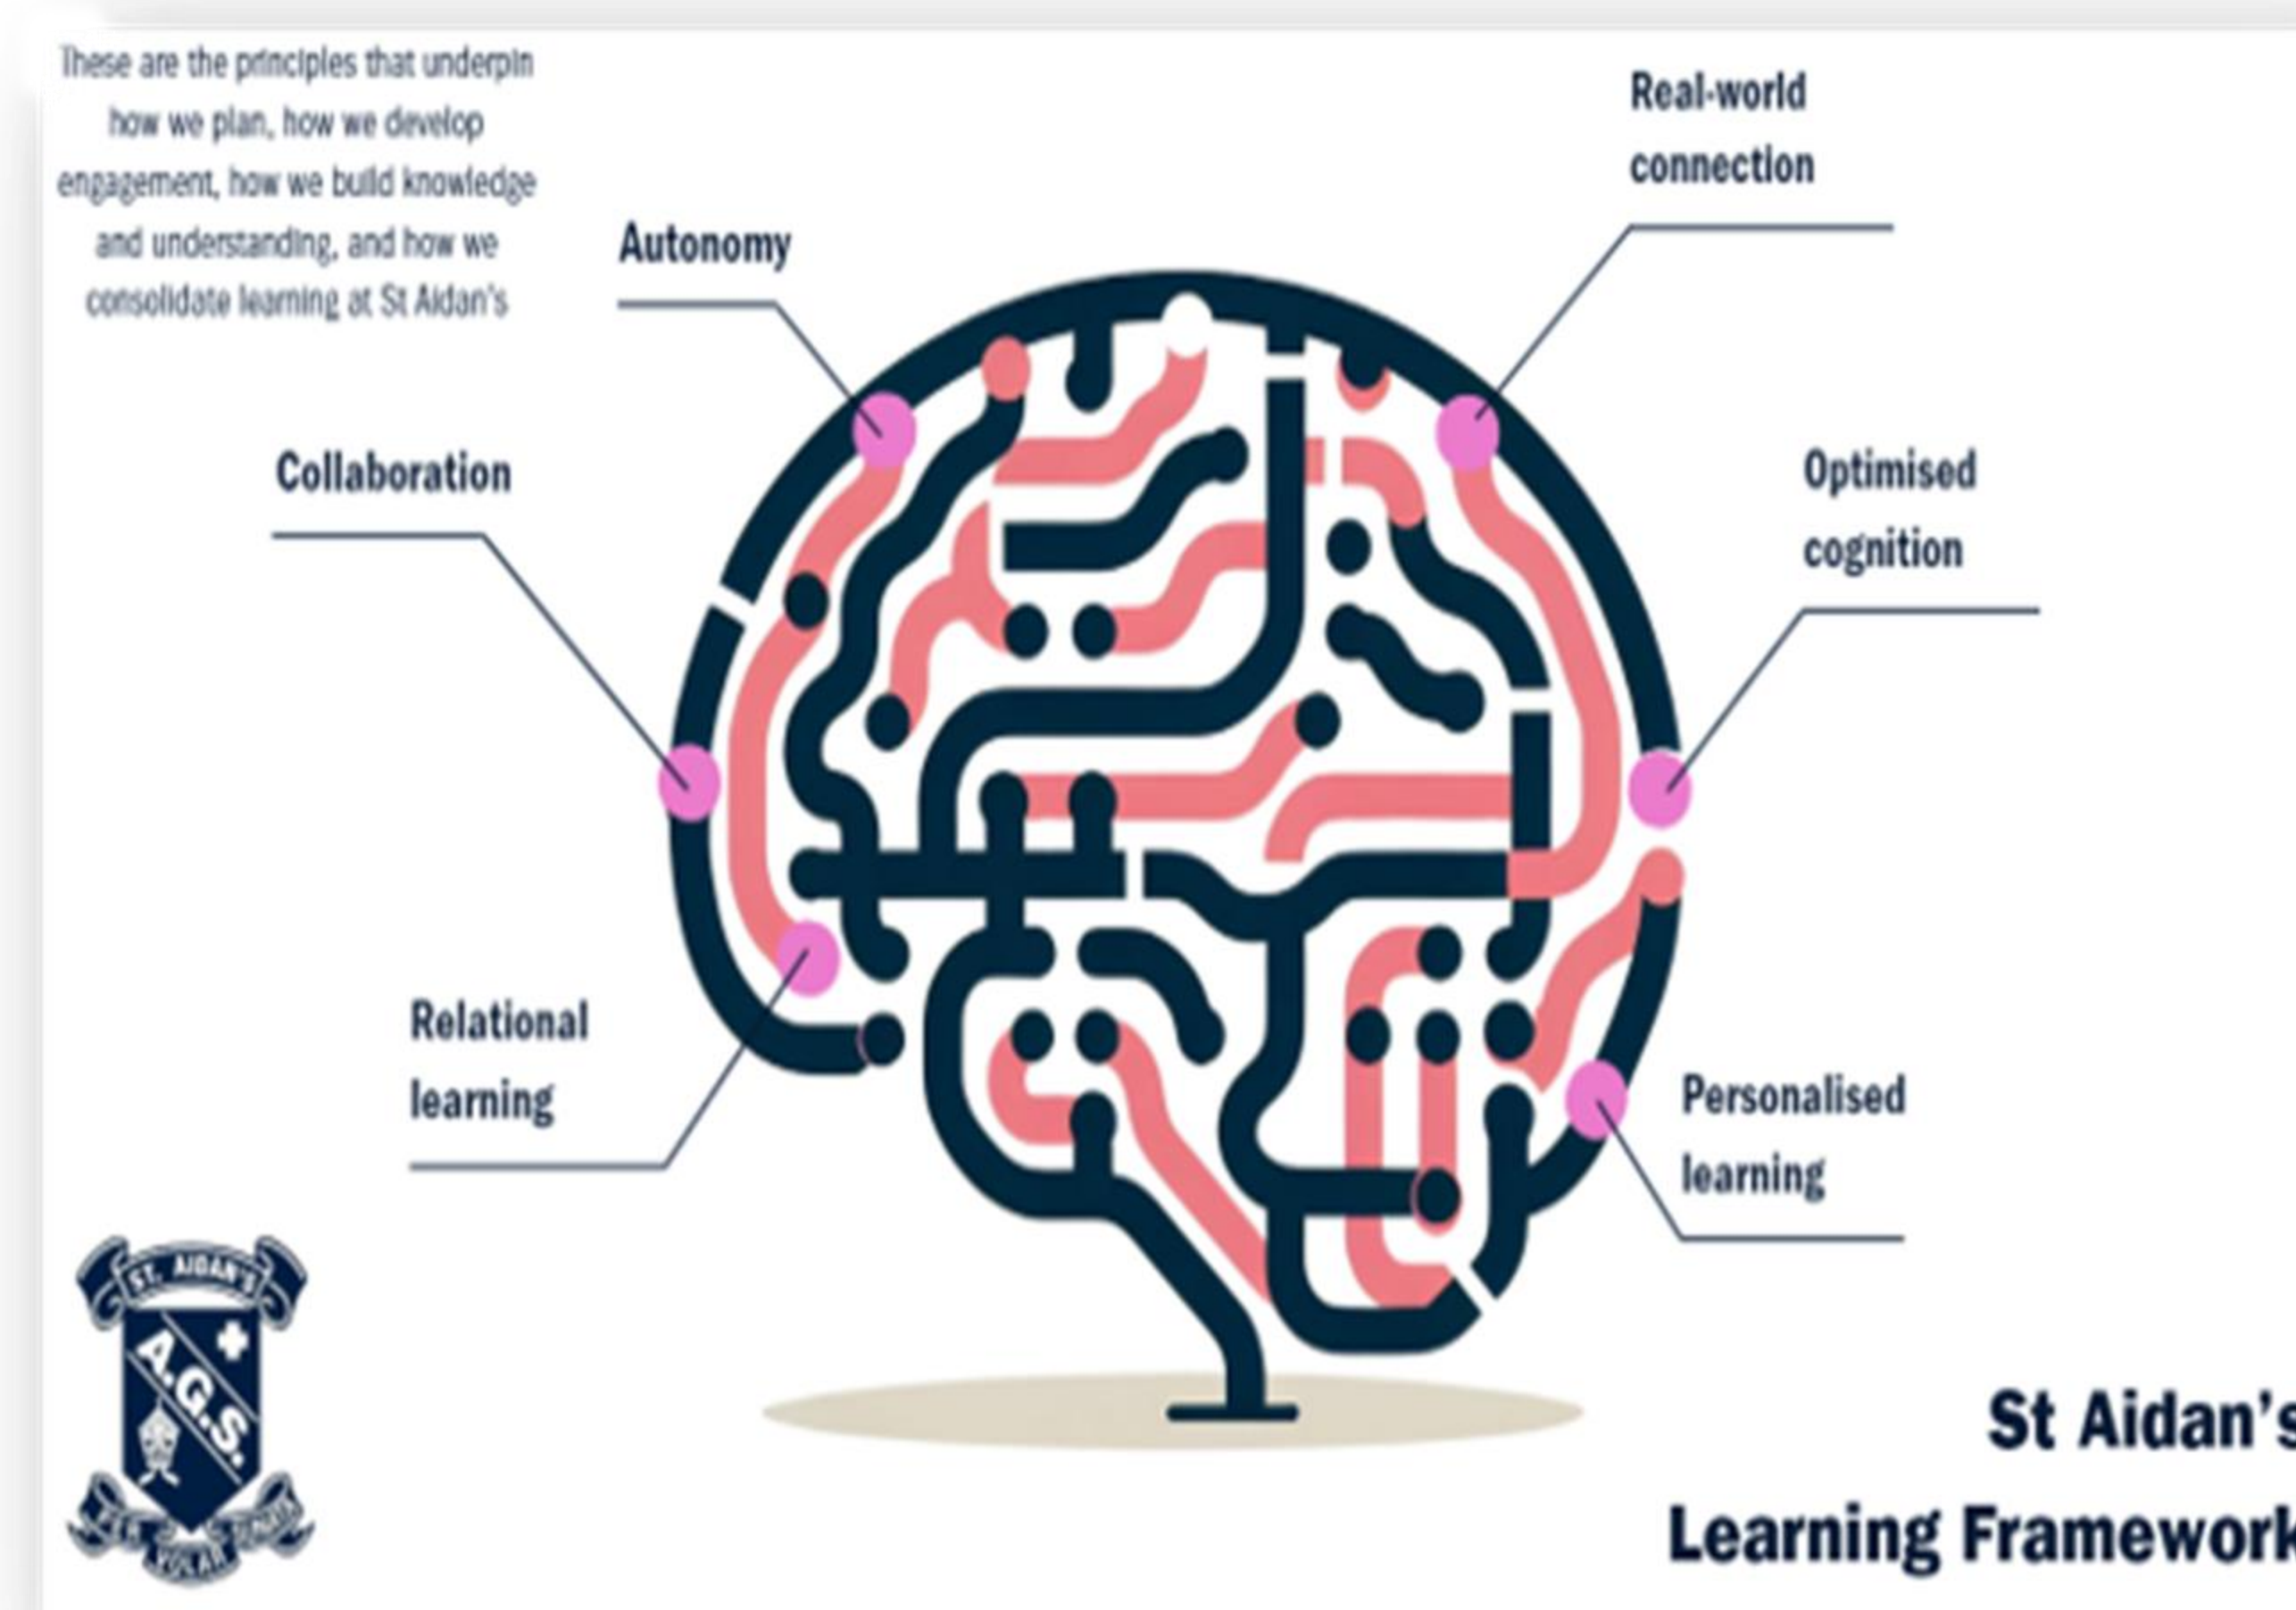 These are the principles that underpin
how we plan, how we develop
engagement, how we build knowledge
and understanding, and how we
consolidate learning at St Aidan's
Real-world
connection
Autonomy
Collaboration
Optimised
cognition
Relational
learning
Personalised
learning
ST. AIDAN'S
A.G.S.
PER
VOLAR
St Aidan's
Learning Framework